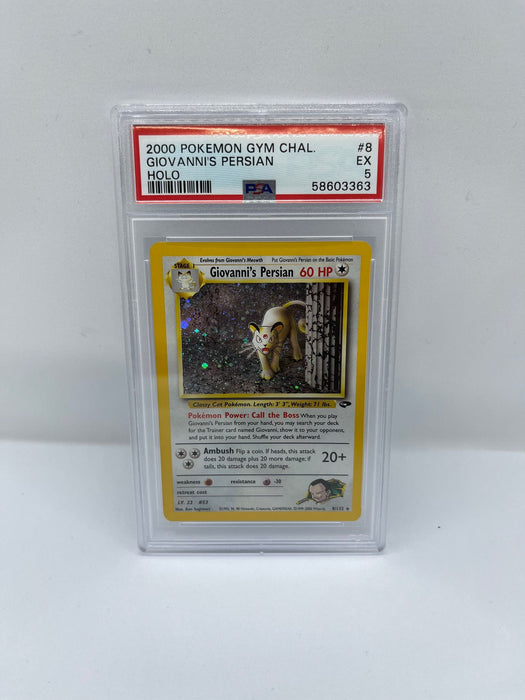 2000 POKEMON GYM CHAL. #8
GIOVANNI'S PERSIAN EX
HOLO 5
PSA 58603363
Evolves from Giovanni's Meowth Put Giovanni's Persian on the Basic Pokémon
STAGE 1
Giovanni's Persian 60 HP
Classy Cat Pokémon. Length: 3' 3", Weight: 71 lbs.
Pokémon Power: Call the Boss When you play
Giovanni's Persian from your hand, you may search your deck
for the Trainer card named Giovanni, show it to your opponent,
and put it into your hand. Shuffle your deck afterward.
Ambush Flip a coin. If heads, this attack
does 20 damage plus 20 more damage; if
tails, this attack does 20 damage.
20+
weakness resistance -30
retreat cost
LV. 33 #53
8/132 ★